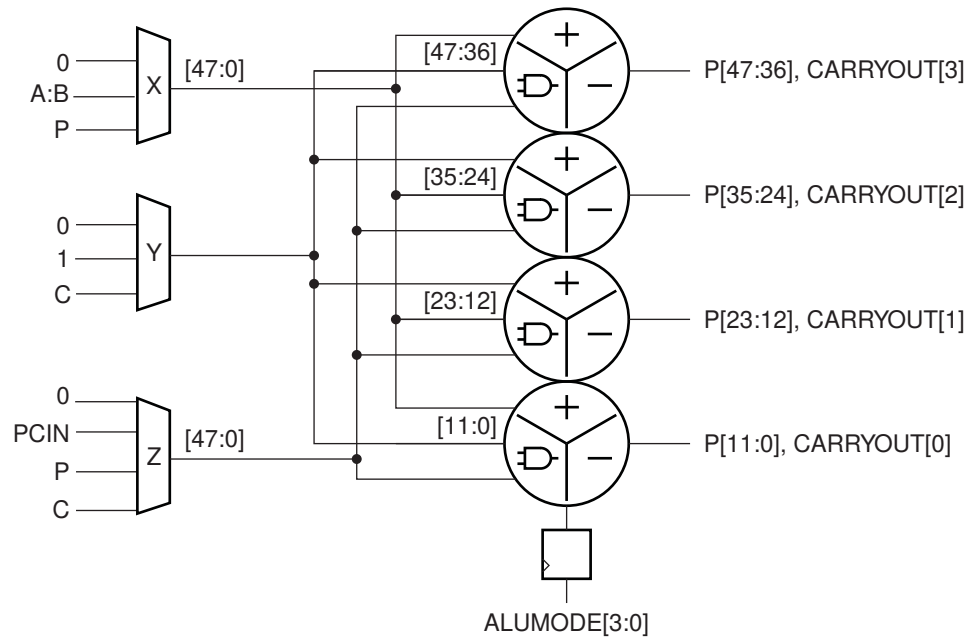 0
A:B
P
X
[47:0]
0
1
C
Y
0
PCIN
P
C
Z
[47:0]
[47:36]
+
−
P[47:36], CARRYOUT[3]
[35:24]
+
−
P[35:24], CARRYOUT[2]
[23:12]
+
−
P[23:12], CARRYOUT[1]
[11:0]
+
−
P[11:0], CARRYOUT[0]
ALUMODE[3:0]